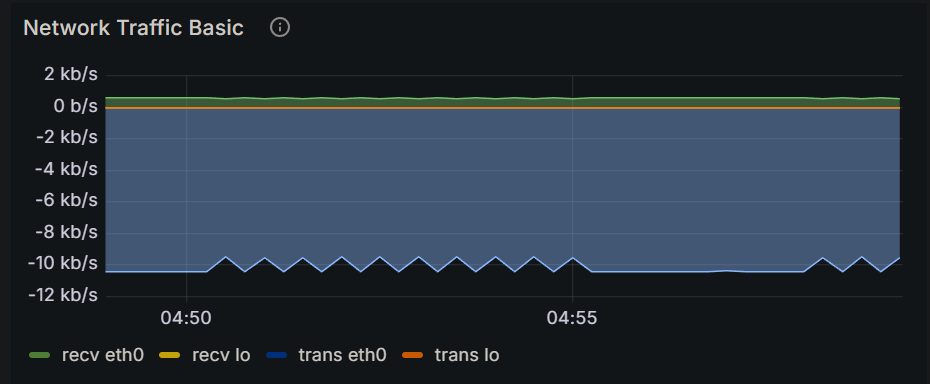 Network Traffic Basic
2 kb/s
0 b/s
-2 kb/s
-4 kb/s
-6 kb/s
-8 kb/s
-10 kb/s
-12 kb/s
04:50 04:55
recv eth0 recv lo trans eth0 trans lo